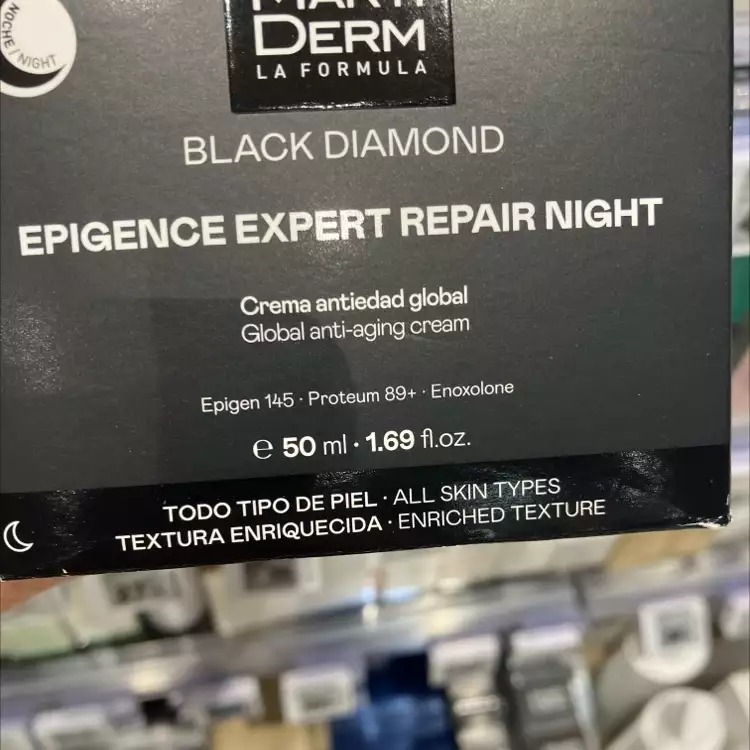 NOCHE/NIGHT
MARTI
DERM
LA FORMULA
BLACK DIAMOND
EPIGENCE EXPERT REPAIR NIGHT
Crema antiedad global
Global anti-aging cream
Epigen 145 · Proteum 89+ · Enoxolone
℮ 50 ml · 1.69 fl.oz.
TODO TIPO DE PIEL · ALL SKIN TYPES
TEXTURA ENRIQUECIDA · ENRICHED TEXTURE